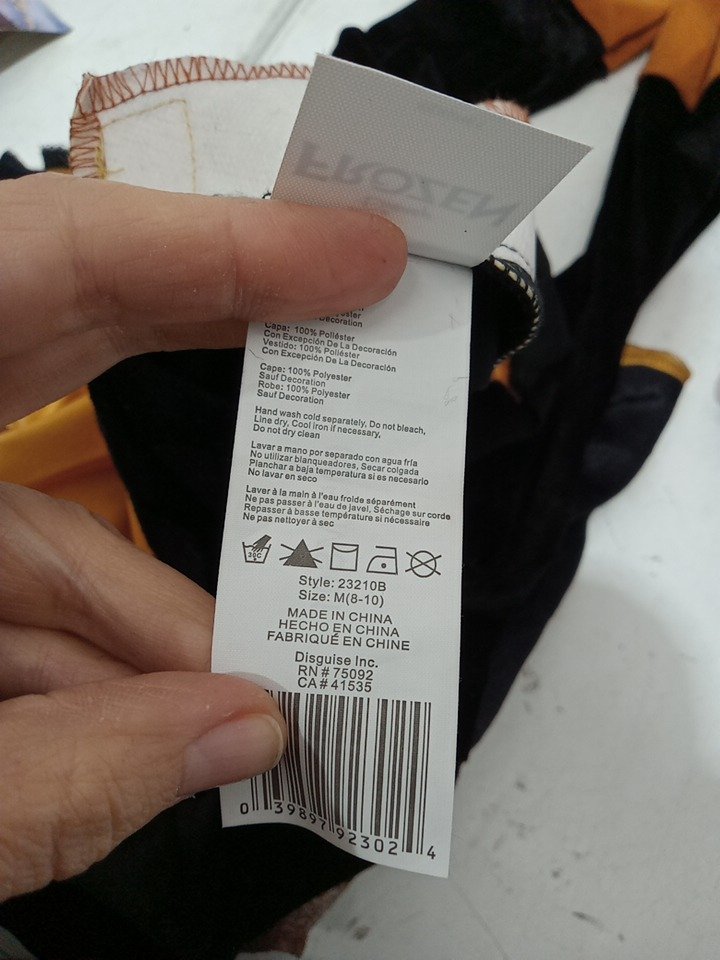 FROZEN
Decoration
Capa: 100% Poliéster
Con Excepción De La Decoración
Vestido: 100% Poliéster
Con Excepción De La Decoración
Cape: 100% Polyester
Sauf Decoration
Robe: 100% Polyester
Sauf Decoration
Hand wash cold separately, Do not bleach,
Line dry, Cool iron if necessary,
Do not dry clean
Lavar a mano por separado con agua fría
No utilizar blanqueadores, Secar colgada
Planchar a baja temperatura si es necesario
No lavar en seco
Laver à la main à l'eau froide séparément
Ne pas passer à l'eau de javel, Séchage sur corde
Repasser à basse température si nécessaire
Ne pas nettoyer à sec
30C
Style: 23210B
Size: M(8-10)
MADE IN CHINA
HECHO EN CHINA
FABRIQUÉ EN CHINE
Disguise Inc.
RN # 75092
CA # 41535
0 39897 92302 4